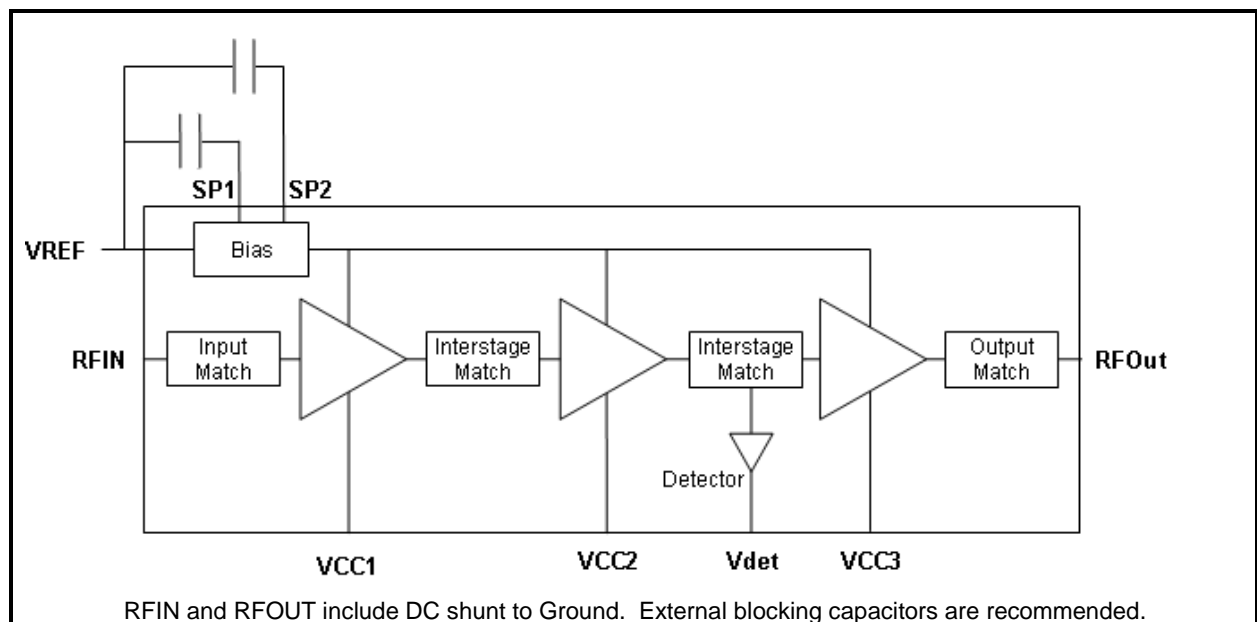 SP1 SP2
VREF
Bias
RFIN
Input
Match
Interstage
Match
Interstage
Match
Output
Match
RFOut
Detector
VCC1 VCC2 Vdet VCC3
RFIN and RFOUT include DC shunt to Ground. External blocking capacitors are recommended.